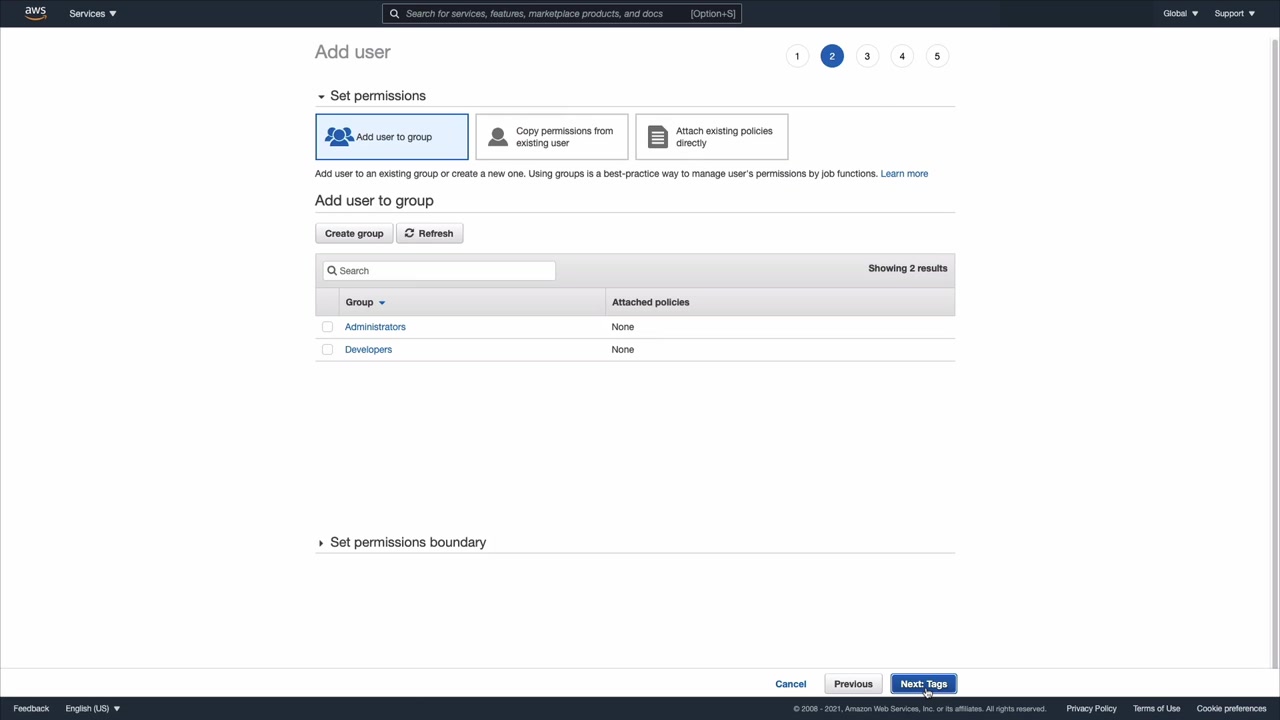 aws
Services
Search for services, features, marketplace products, and docs [Option+S]
Global
Support
Add user
1 2 3 4 5
Set permissions
Add user to group
Copy permissions from
existing user
Attach existing policies
directly
Add user to an existing group or create a new one. Using groups is a best-practice way to manage user's permissions by job functions. Learn more
Add user to group
Create group
Refresh
Search
Showing 2 results
Group
Attached policies
Administrators
None
Developers
None
Set permissions boundary
Cancel
Previous
Next: Tags
Feedback
English (US)
© 2008 - 2021, Amazon Web Services, Inc. or its affiliates. All rights reserved.
Privacy Policy
Terms of Use
Cookie preferences